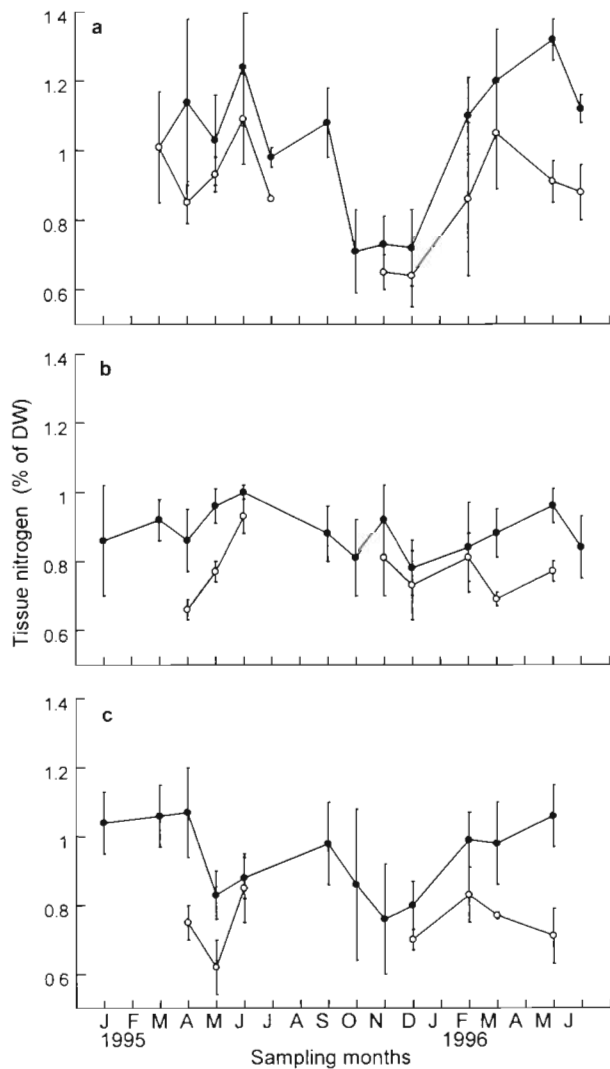 a
1.4
1.2
1
0.8
0.6
b
1.4
1.2
1
0.8
0.6
Tissue nitrogen (% of DW)
c
1.4
1.2
1
0.8
0 6
J F M A M J J A S O N D J F M A M J
1995 1996
Sampling months